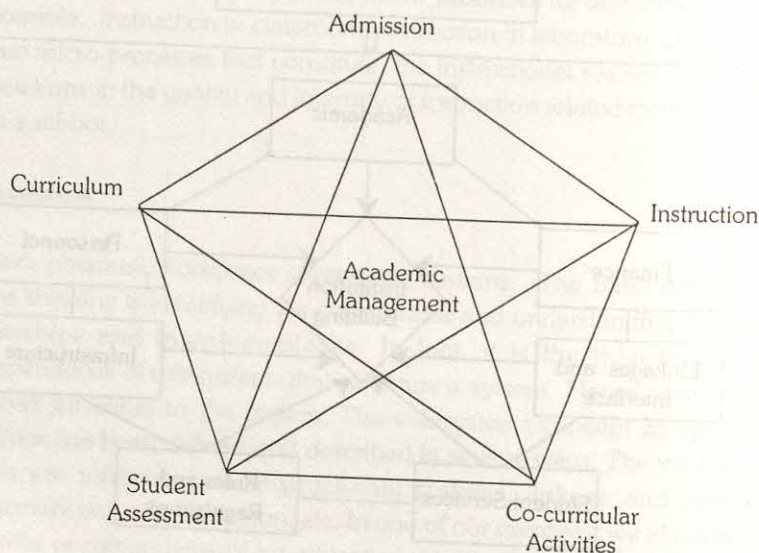 Admission
Curriculum
Instruction
Academic
Management
Student
Assessment
Co-curricular
Activities